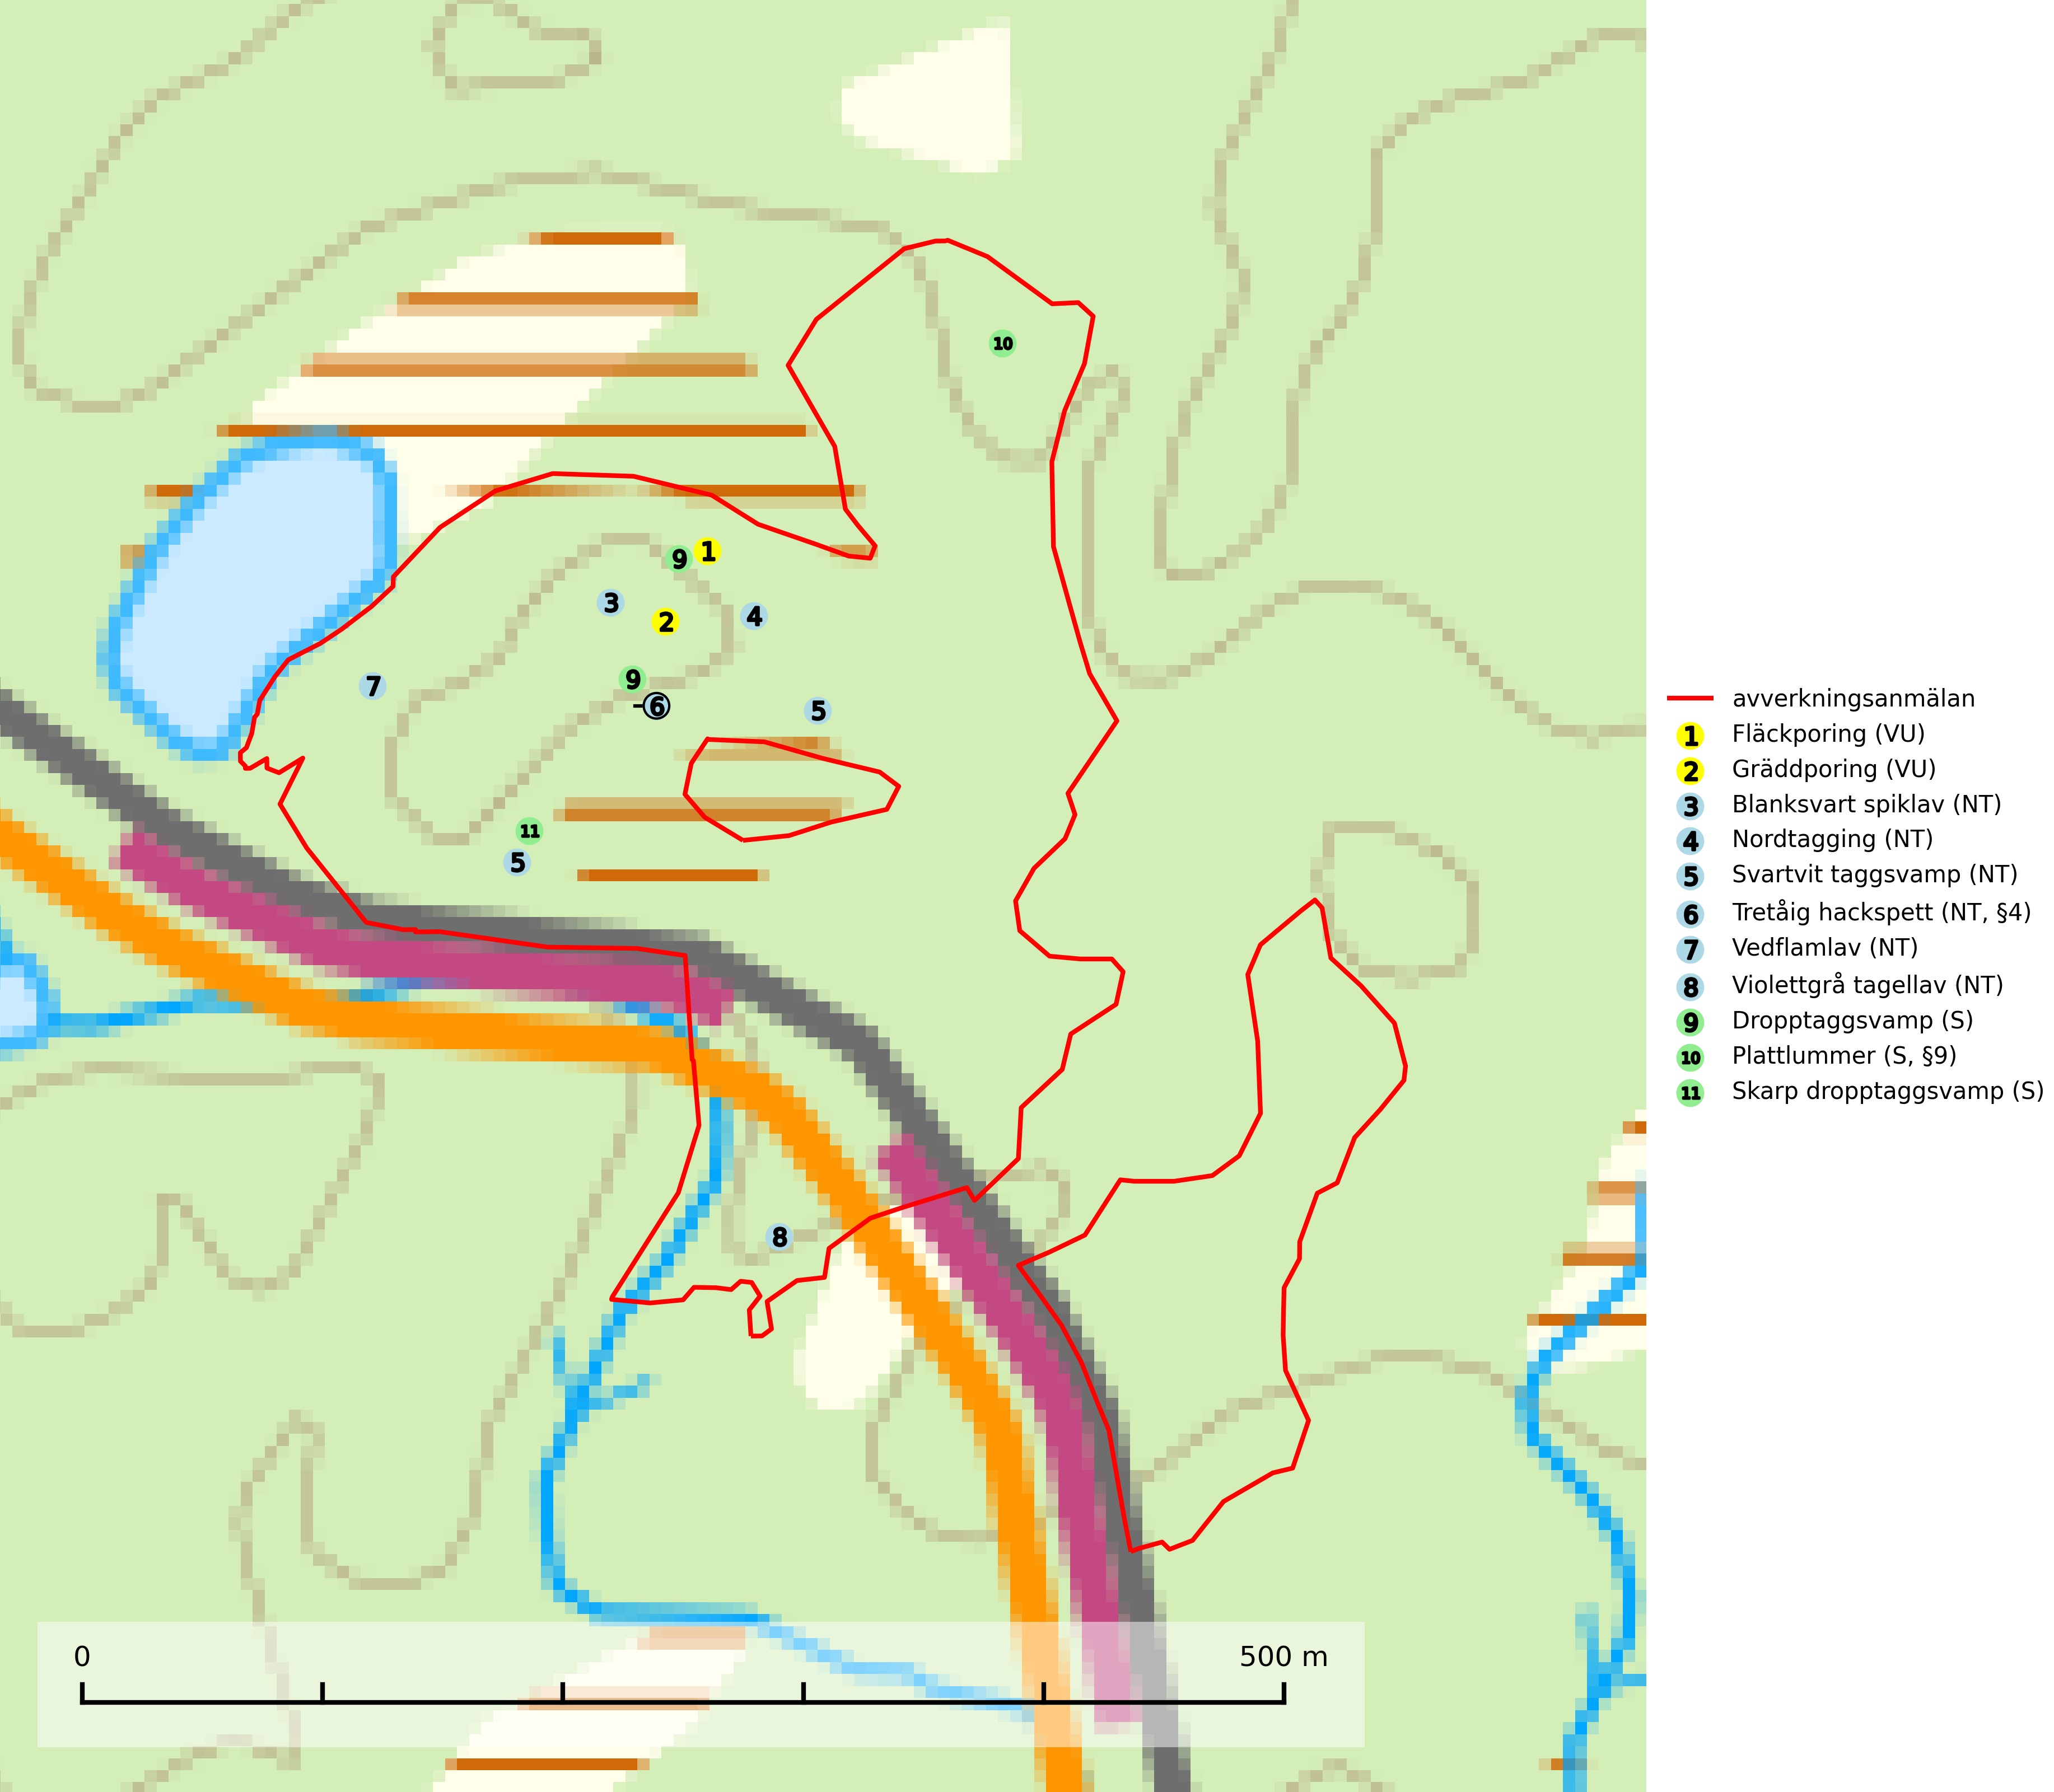 10
9 1
3
2
4
9
7
6
5
11
5
8
0 500 m
avverkningsanmälan
1 Fläckporing (VU)
2 Gräddporing (VU)
3 Blanksvart spiklav (NT)
4 Nordtagging (NT)
5 Svartvit taggsvamp (NT)
6 Tretåig hackspett (NT, §4)
7 Vedflamlav (NT)
8 Violettgrå tagellav (NT)
9 Dropptaggsvamp (S)
10 Plattlummer (S, §9)
11 Skarp dropptaggsvamp (S)